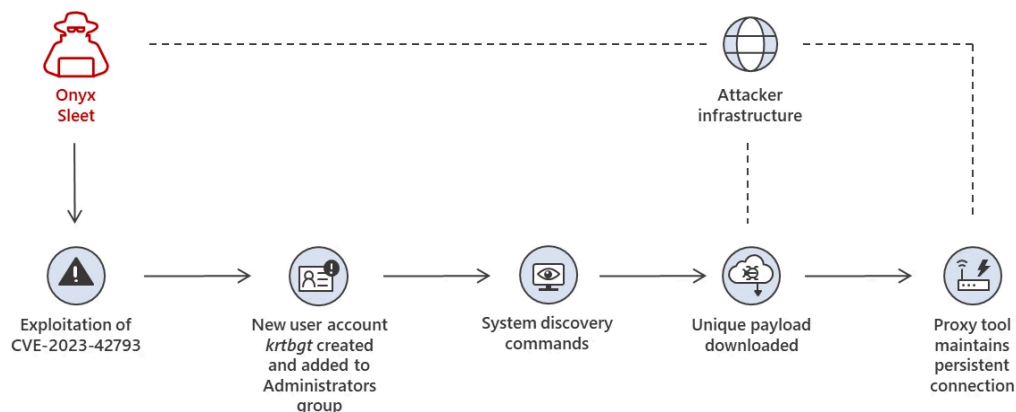 Onyx
Sleet
Attacker
infrastructure
Exploitation of
CVE-2023-42793
New user account
krtbgt created
and added to
Administrators
group
System discovery
commands
Unique payload
downloaded
Proxy tool
maintains
persistent
connection